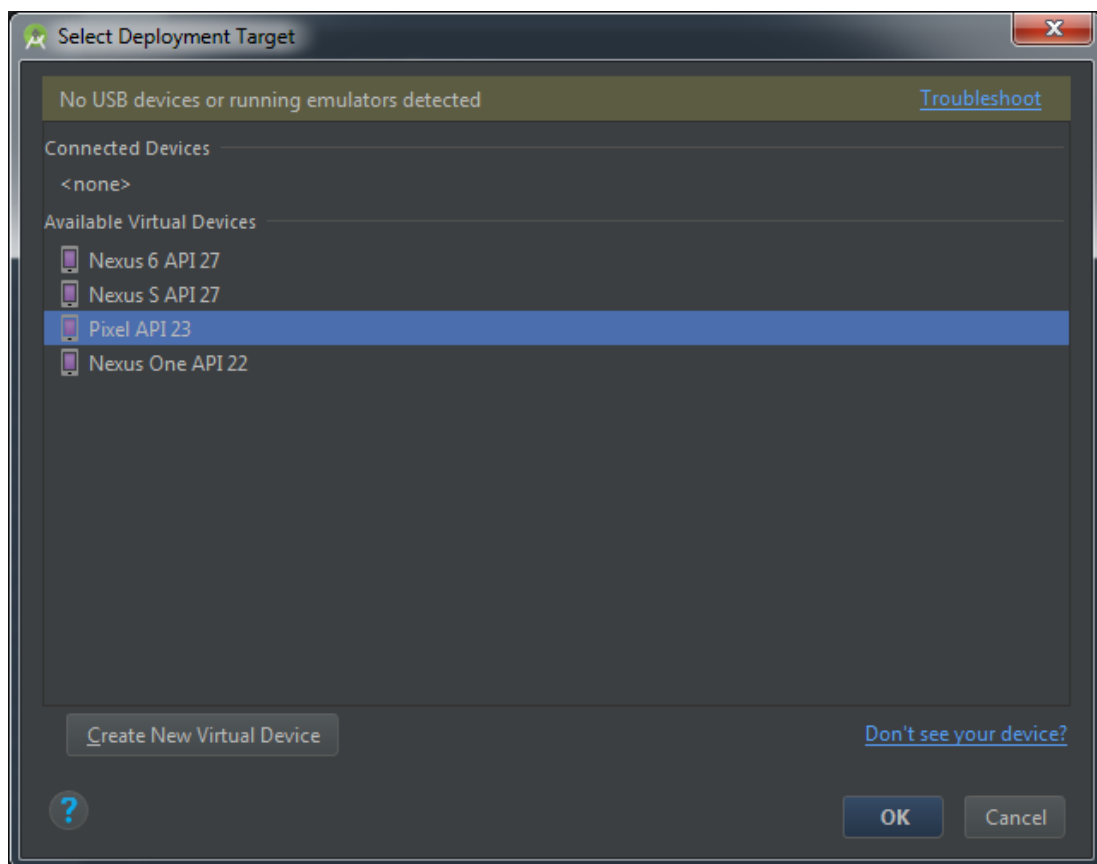 Select Deployment Target
No USB devices or running emulators detected Troubleshoot
Connected Devices
<none>
Available Virtual Devices
Nexus 6 API 27
Nexus S API 27
Pixel API 23
Nexus One API 22
Create New Virtual Device Don't see your device?
? OK Cancel